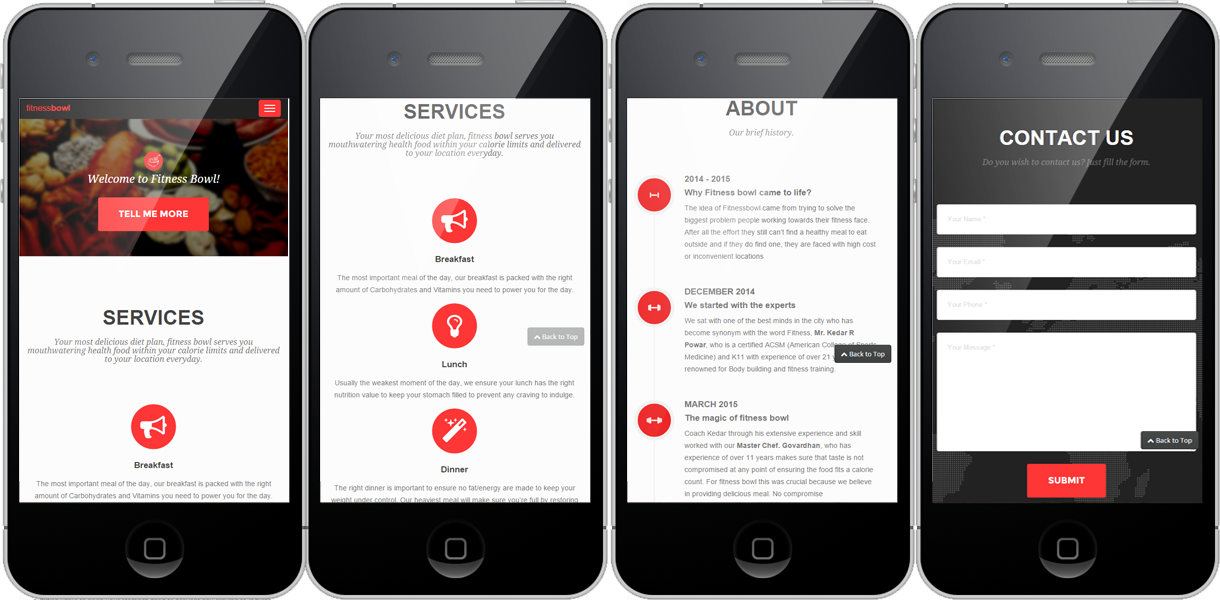 fitnessbowl
Welcome to Fitness Bowl!
TELL ME MORE
SERVICES
Your most delicious diet plan, fitness bowl serves you
mouthwatering health food within your calorie limits and delivered
to your location everyday.
Breakfast
The most important meal of the day, our breakfast is packed with the right
amount of Carbohydrates and Vitamins you need to power you for the day.
SERVICES
Your most delicious diet plan, fitness bowl serves you
mouthwatering health food within your calorie limits and delivered
to your location everyday.
Breakfast
The most important meal of the day, our breakfast is packed with the right
amount of Carbohydrates and Vitamins you need to power you for the day.
Back to Top
Lunch
Usually the weakest moment of the day, we ensure your lunch has the right
nutrition value to keep your stomach filled to prevent any craving to indulge.
Dinner
The right dinner is important to ensure no fat/energy are made to keep your
weight under control. Our heaviest meal will make sure you're full by restoring
ABOUT
Our brief history.
2014 - 2015
Why Fitness bowl came to life?
The idea of Fitnessbowl came from trying to solve the
biggest problem people working towards their fitness face.
After all the effort they still can't find a healthy meal to eat
outside and if they do find one, they are faced with high cost
or inconvenient locations
DECEMBER 2014
We started with the experts
We sat with one of the best minds in the city who has
become synonym with the word Fitness, Mr. Kedar R
Powar, who is a certified ACSM (American College of Sports
Medicine) and K11 with experience of over 21
renowned for Body building and fitness training.
Back to Top
MARCH 2015
The magic of fitness bowl
Coach Kedar through his extensive experience and skill
worked with our Master Chef. Govardhan, who has
experience of over 11 years makes sure that taste is not
compromised at any point of ensuring the food fits a calorie
count. For fitness bowl this was crucial because we believe
in providing delicious meal. No compromise
CONTACT US
Do you wish to contact us? Just fill the form.
Your Name *
Your Email *
Your Phone *
Your Message *
Back to Top
SUBMIT